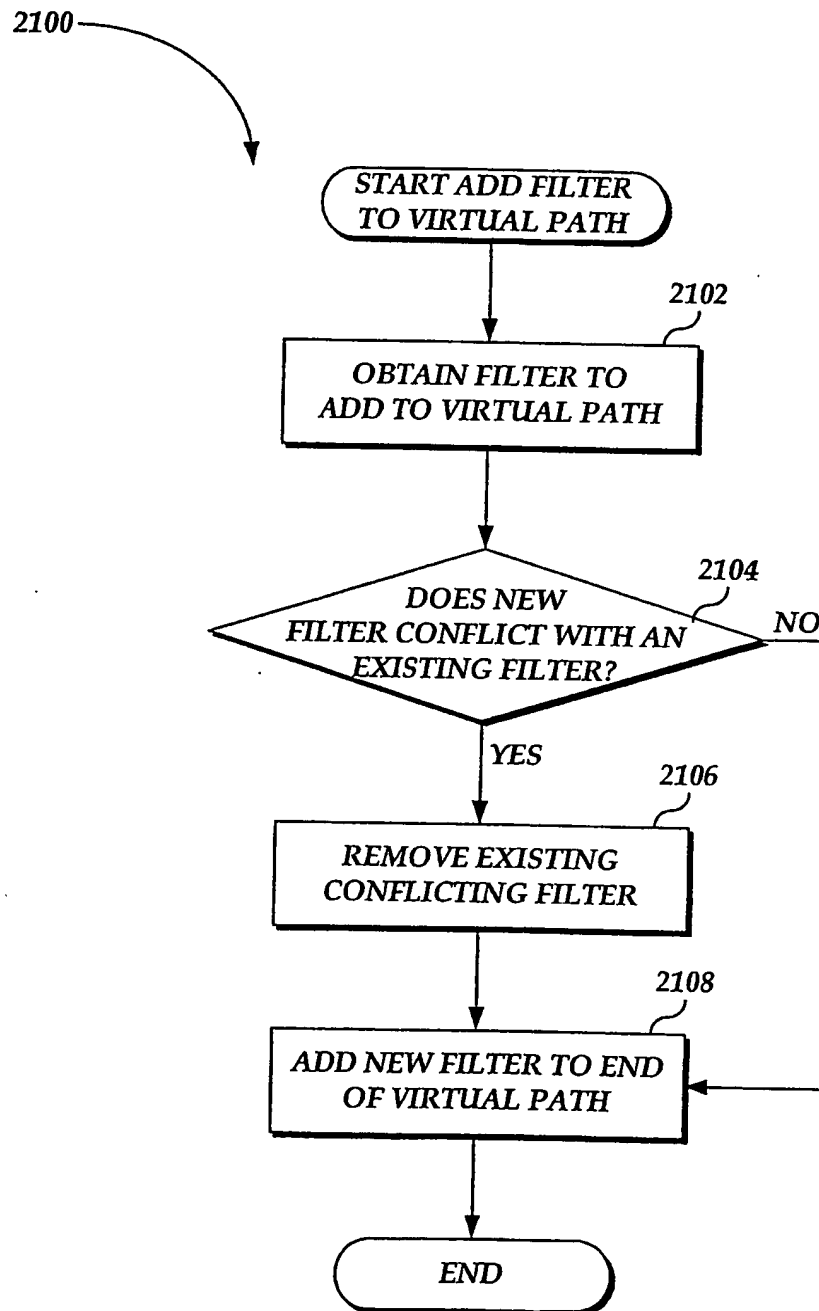 2100
START ADD FILTER
TO VIRTUAL PATH
2102
OBTAIN FILTER TO
ADD TO VIRTUAL PATH
2104
DOES NEW
FILTER CONFLICT WITH AN
EXISTING FILTER?
NO
YES
2106
REMOVE EXISTING
CONFLICTING FILTER
2108
ADD NEW FILTER TO END
OF VIRTUAL PATH
END